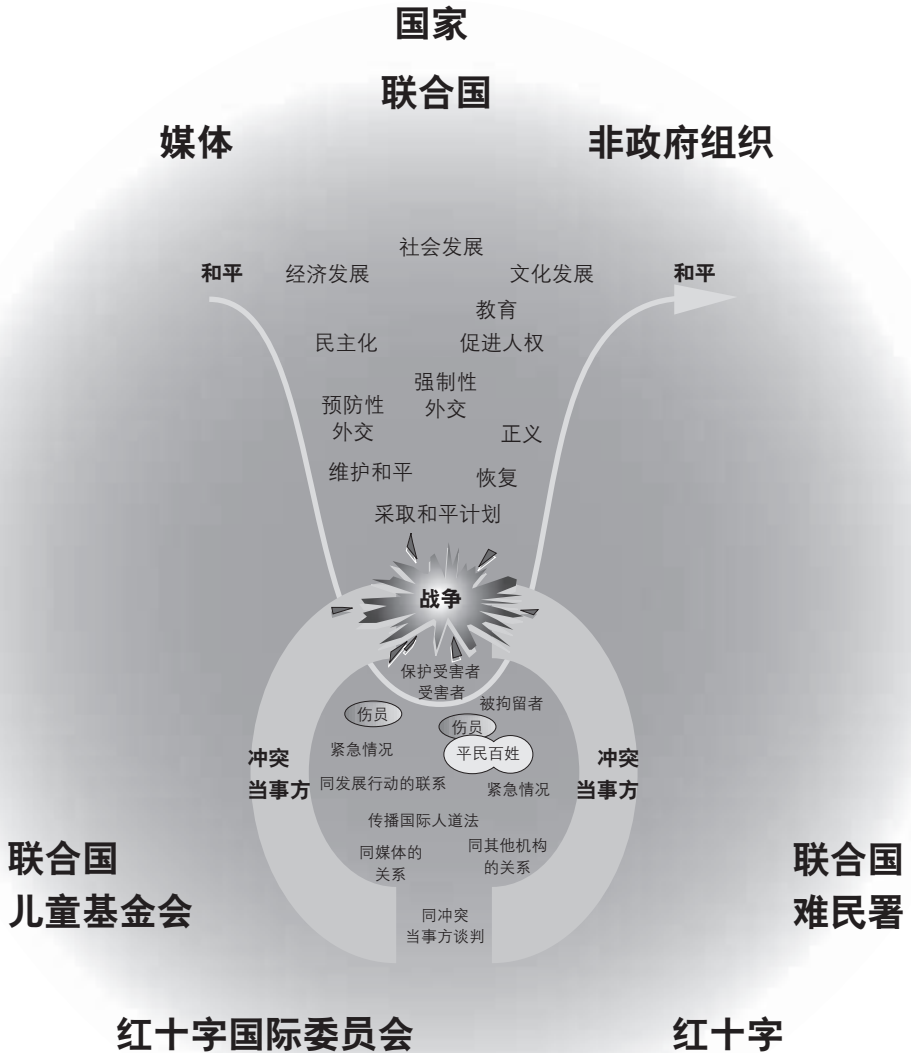 国家
联合国
媒体
非政府组织
社会发展
和平
经济发展
文化发展
和平
教育
民主化
促进人权
强制性
外交
预防性
外交
正义
维护和平
恢复
采取和平计划
战争
保护受害者
受害者
被拘留者
伤员
伤员
紧急情况
平民百姓
冲突
当事方
冲突
当事方
同发展行动的联系
紧急情况
传播国际人道法
同媒体的
关系
同其他机构
的关系
联合国
儿童基金会
联合国
难民署
同冲突
当事方谈判
红十字国际委员会
红十字